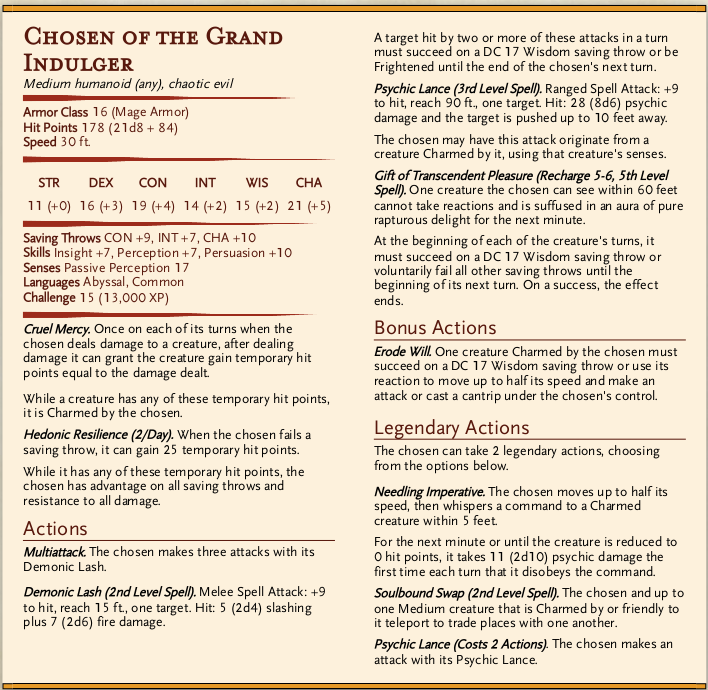 Chosen of the Grand
Indulger
Medium humanoid (any), chaotic evil
Armor Class 16 (Mage Armor)
Hit Points 178 (21d8 + 84)
Speed 30 ft.
STR DEX CON INT WIS CHA
11 (+0) 16 (+3) 19 (+4) 14 (+2) 15 (+2) 21 (+5)
Saving Throws CON +9, INT +7, CHA +10
Skills Insight +7, Perception +7, Persuasion +10
Senses Passive Perception 17
Languages Abyssal, Common
Challenge 15 (13,000 XP)
Cruel Mercy. Once on each of its turns when the
chosen deals damage to a creature, after dealing
damage it can grant the creature gain temporary hit
points equal to the damage dealt.
While a creature has any of these temporary hit points,
it is Charmed by the chosen.
Hedonic Resilience (2/Day). When the chosen fails a
saving throw, it can gain 25 temporary hit points.
While it has any of these temporary hit points, the
chosen has advantage on all saving throws and
resistance to all damage.
Actions
Multiattack. The chosen makes three attacks with its
Demonic Lash.
Demonic Lash (2nd Level Spell). Melee Spell Attack: +9
to hit, reach 15 ft., one target. Hit: 5 (2d4) slashing
plus 7 (2d6) fire damage.
A target hit by two or more of these attacks in a turn
must succeed on a DC 17 Wisdom saving throw or be
Frightened until the end of the chosen's next turn.
Psychic Lance (3rd Level Spell). Ranged Spell Attack: +9
to hit, reach 90 ft., one target. Hit: 28 (8d6) psychic
damage and the target is pushed up to 10 feet away.
The chosen may have this attack originate from a
creature Charmed by it, using that creature's senses.
Gift of Transcendent Pleasure (Recharge 5-6, 5th Level
Spell). One creature the chosen can see within 60 feet
cannot take reactions and is suffused in an aura of pure
rapturous delight for the next minute.
At the beginning of each of the creature's turns, it
must succeed on a DC 17 Wisdom saving throw or
voluntarily fail all other saving throws until the
beginning of its next turn. On a success, the effect
ends.
Bonus Actions
Erode Will. One creature Charmed by the chosen must
succeed on a DC 17 Wisdom saving throw or use its
reaction to move up to half its speed and make an
attack or cast a cantrip under the chosen's control.
Legendary Actions
The chosen can take 2 legendary actions, choosing
from the options below.
Needling Imperative. The chosen moves up to half its
speed, then whispers a command to a Charmed
creature within 5 feet.
For the next minute or until the creature is reduced to
0 hit points, it takes 11 (2d10) psychic damage the
first time each turn that it disobeys the command.
Soulbound Swap (2nd Level Spell). The chosen and up to
one Medium creature that is Charmed by or friendly to
it teleport to trade places with one another.
Psychic Lance (Costs 2 Actions). The chosen makes an
attack with its Psychic Lance.